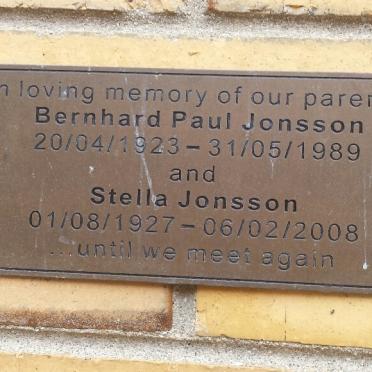 n loving memory of our paren
Bernhard Paul Jonsson
20/04/1923 – 31/05/1989
and
Stella Jonsson
01/08/1927 – 06/02/2008
...until we meet again